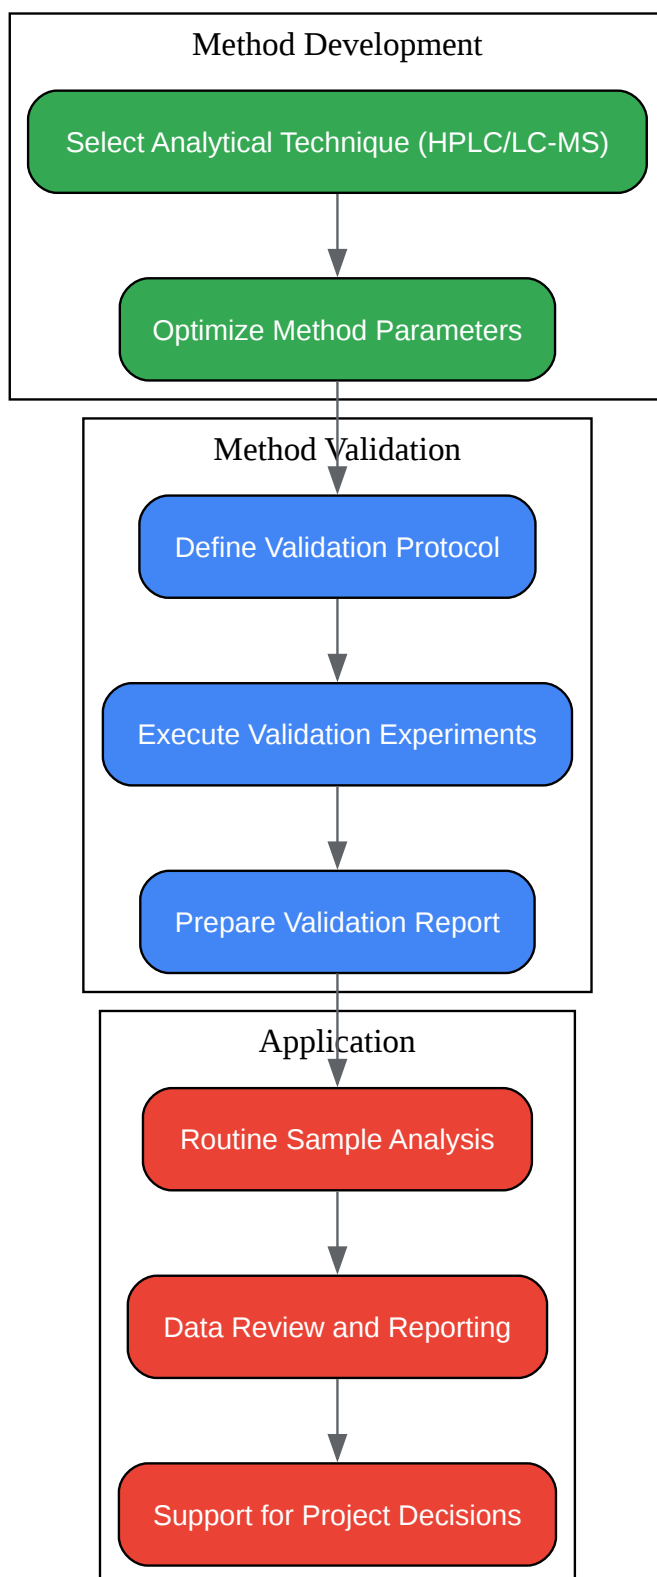 Method Development
Select Analytical Technique (HPLC/LC-MS)
Optimize Method Parameters
Method Validation
Define Validation Protocol
Execute Validation Experiments
Prepare Validation Report
Application
Routine Sample Analysis
Data Review and Reporting
Support for Project Decisions